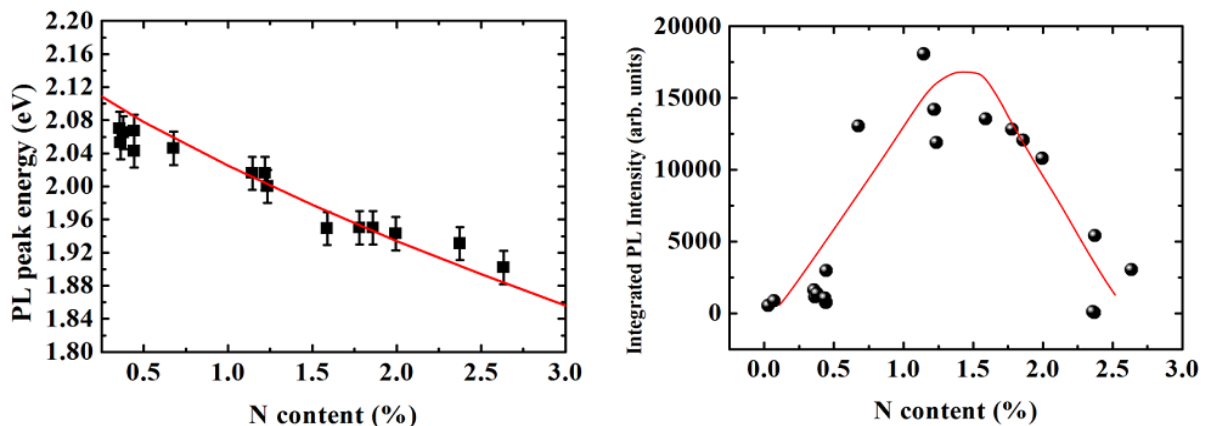 PL peak energy (eV)
2.20
2.16
2.12
2.08
2.04
2.00
1.96
1.92
1.88
1.84
1.80
0.5 1.0 1.5 2.0 2.5 3.0
N content (%)
Integrated PL Intensity (arb. units)
20000
15000
10000
5000
0
0.0 0.5 1.0 1.5 2.0 2.5 3.0
N content (%)